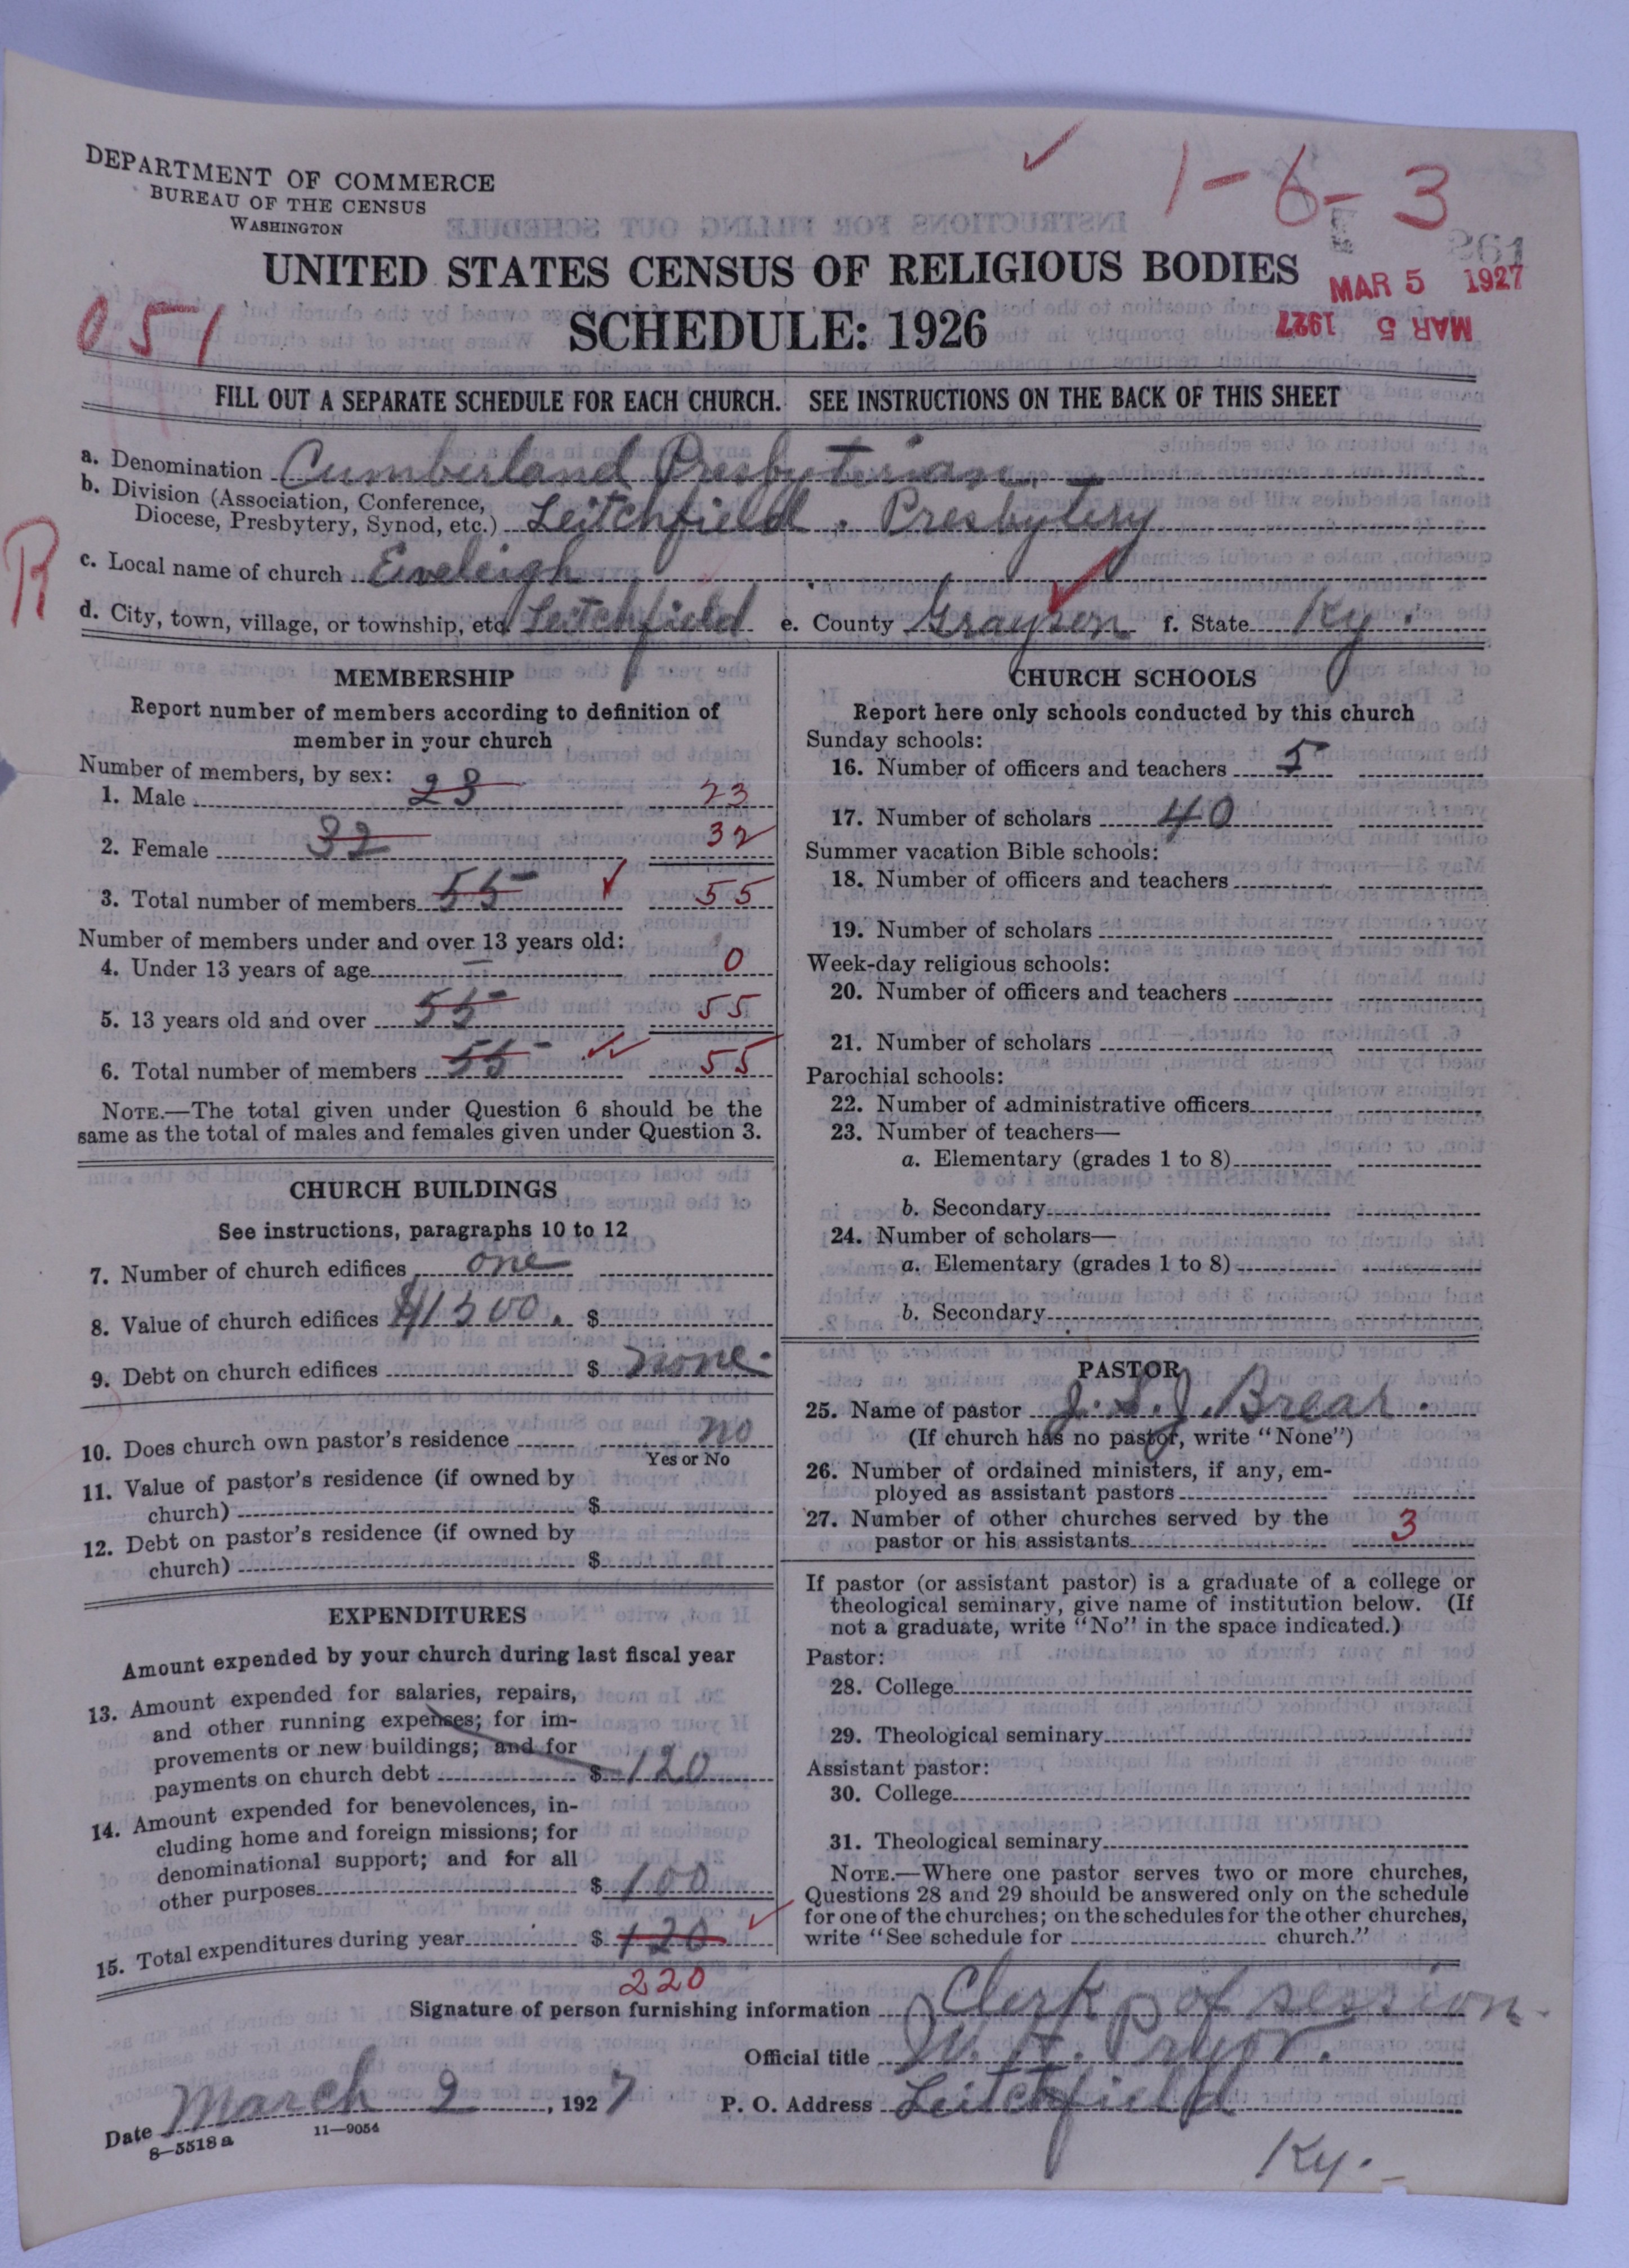 DEPARTMENT OF COMMERCE
BUREAU OF THE CENSUS
WASHINGTON
1-6-3
UNITED STATES CENSUS OF RELIGIOUS BODIES
261
MAR 5 1927
MAR 5 1927
051
SCHEDULE: 1926
FILL OUT A SEPARATE SCHEDULE FOR EACH CHURCH. SEE INSTRUCTIONS ON THE BACK OF THIS SHEET
a. Denomination Cumberland Presbyterian
b. Division (Association, Conference,
Diocese, Presbytery, Synod, etc.) Leitchfield. Presbytery
R
c. Local name of church Eveleigh
d. City, town, village, or township, etc. Leitchfield e. County Grayson f. State Ky.
MEMBERSHIP
Report number of members according to definition of
member in your church
Number of members, by sex:
1. Male 23 23
2. Female 32 32
3. Total number of members 55 55
Number of members under and over 13 years old:
4. Under 13 years of age — 0
5. 13 years old and over 55 55
6. Total number of members 55 55
NOTE.—The total given under Question 6 should be the
same as the total of males and females given under Question 3.
CHURCH BUILDINGS
See instructions, paragraphs 10 to 12
7. Number of church edifices one
8. Value of church edifices $1500. $
9. Debt on church edifices $ none.
10. Does church own pastor's residence no
Yes or No
11. Value of pastor's residence (if owned by
church) $
12. Debt on pastor's residence (if owned by
church) $
EXPENDITURES
Amount expended by your church during last fiscal year
13. Amount expended for salaries, repairs,
and other running expenses; for im-
provements or new buildings; and for
payments on church debt $ 120
14. Amount expended for benevolences, in-
cluding home and foreign missions; for
denominational support; and for all
other purposes $ 100
15. Total expenditures during year $ 120
220
CHURCH SCHOOLS
Report here only schools conducted by this church
Sunday schools:
16. Number of officers and teachers 5
17. Number of scholars 40
Summer vacation Bible schools:
18. Number of officers and teachers
19. Number of scholars
Week-day religious schools:
20. Number of officers and teachers
21. Number of scholars
Parochial schools:
22. Number of administrative officers
23. Number of teachers—
a. Elementary (grades 1 to 8)
b. Secondary
24. Number of scholars—
a. Elementary (grades 1 to 8)
b. Secondary
PASTOR
25. Name of pastor J. S. J. Brear.
(If church has no pastor, write "None")
26. Number of ordained ministers, if any, em-
ployed as assistant pastors
27. Number of other churches served by the
pastor or his assistants 3
If pastor (or assistant pastor) is a graduate of a college or
theological seminary, give name of institution below. (If
not a graduate, write "No" in the space indicated.)
Pastor:
28. College
29. Theological seminary
Assistant pastor:
30. College
31. Theological seminary
NOTE.—Where one pastor serves two or more churches,
Questions 28 and 29 should be answered only on the schedule
for one of the churches; on the schedules for the other churches,
write "See schedule for church."
Signature of person furnishing information Clerk of session.
Official title W. H. Pryor.
Date March 2, 1927 P. O. Address Leitchfield
Ky.
8—5518a 11—9054